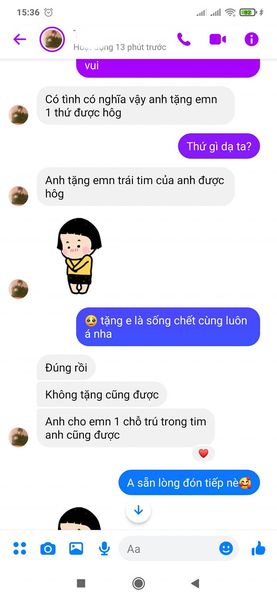 15:36
Hoạt động 13 phút trước
vui
Có tình có nghĩa vậy anh tặng emn
1 thứ được hôg
Thứ gì dạ ta?
Anh tặng emn trái tim của anh được
hôg
🥴 tặng e là sống chết cùng luôn
á nha
Đúng rồi
Không tặng cũng được
Anh cho emn 1 chỗ trú trong tim
anh cũng được
A sẵn lòng đón tiếp nè🥰
Aa